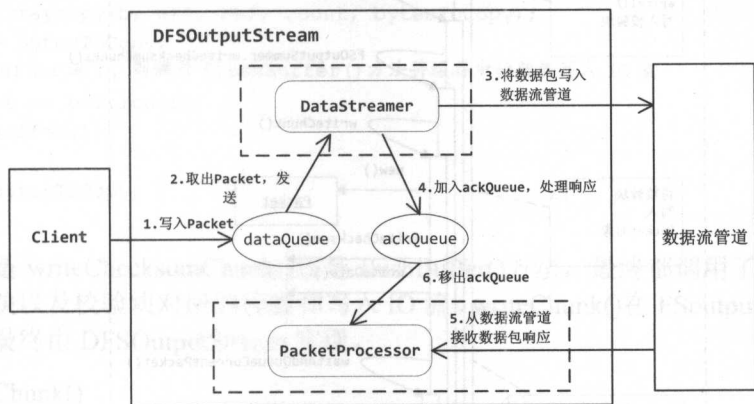 DFSOutputStream
DataStreamer
3.将数据包写入
数据流管道
2.取出Packet，发
送
4.加入ackQueue，处理响应
Client
1.写入Packet
dataQueue
ackQueue
数据流管道
6.移出ackQueue
5.从数据流管道
接收数据包响应
PacketProcessor